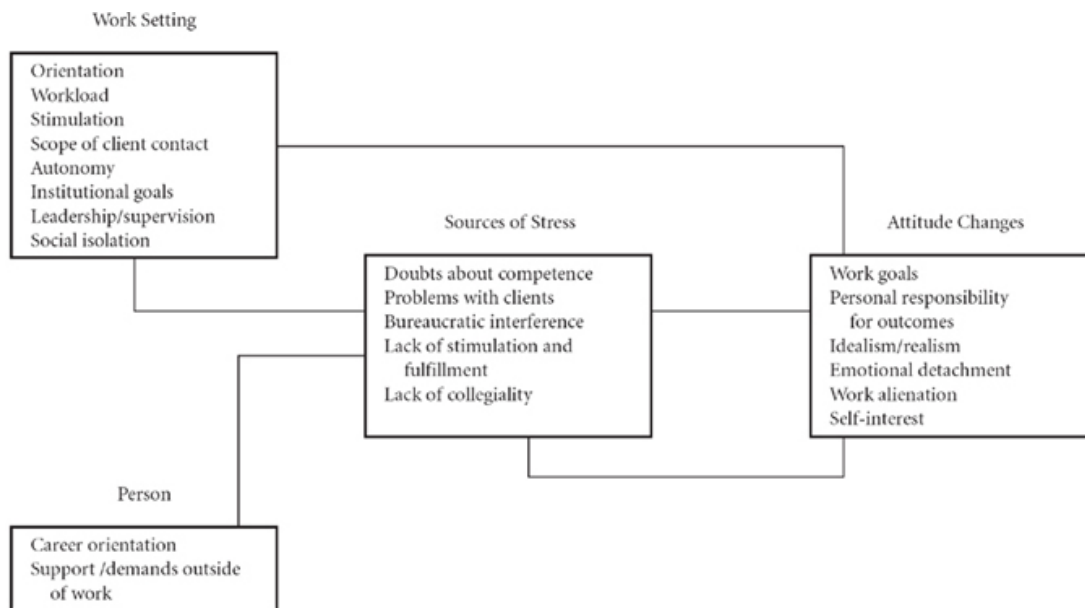 Work Setting
Orientation
Workload
Stimulation
Scope of client contact
Autonomy
Institutional goals
Leadership/supervision
Social isolation
Sources of Stress
Doubts about competence
Problems with clients
Bureaucratic interference
Lack of stimulation and
fulfillment
Lack of collegiality
Attitude Changes
Work goals
Personal responsibility
for outcomes
Idealism/realism
Emotional detachment
Work alienation
Self-interest
Person
Career orientation
Support /demands outside
of work